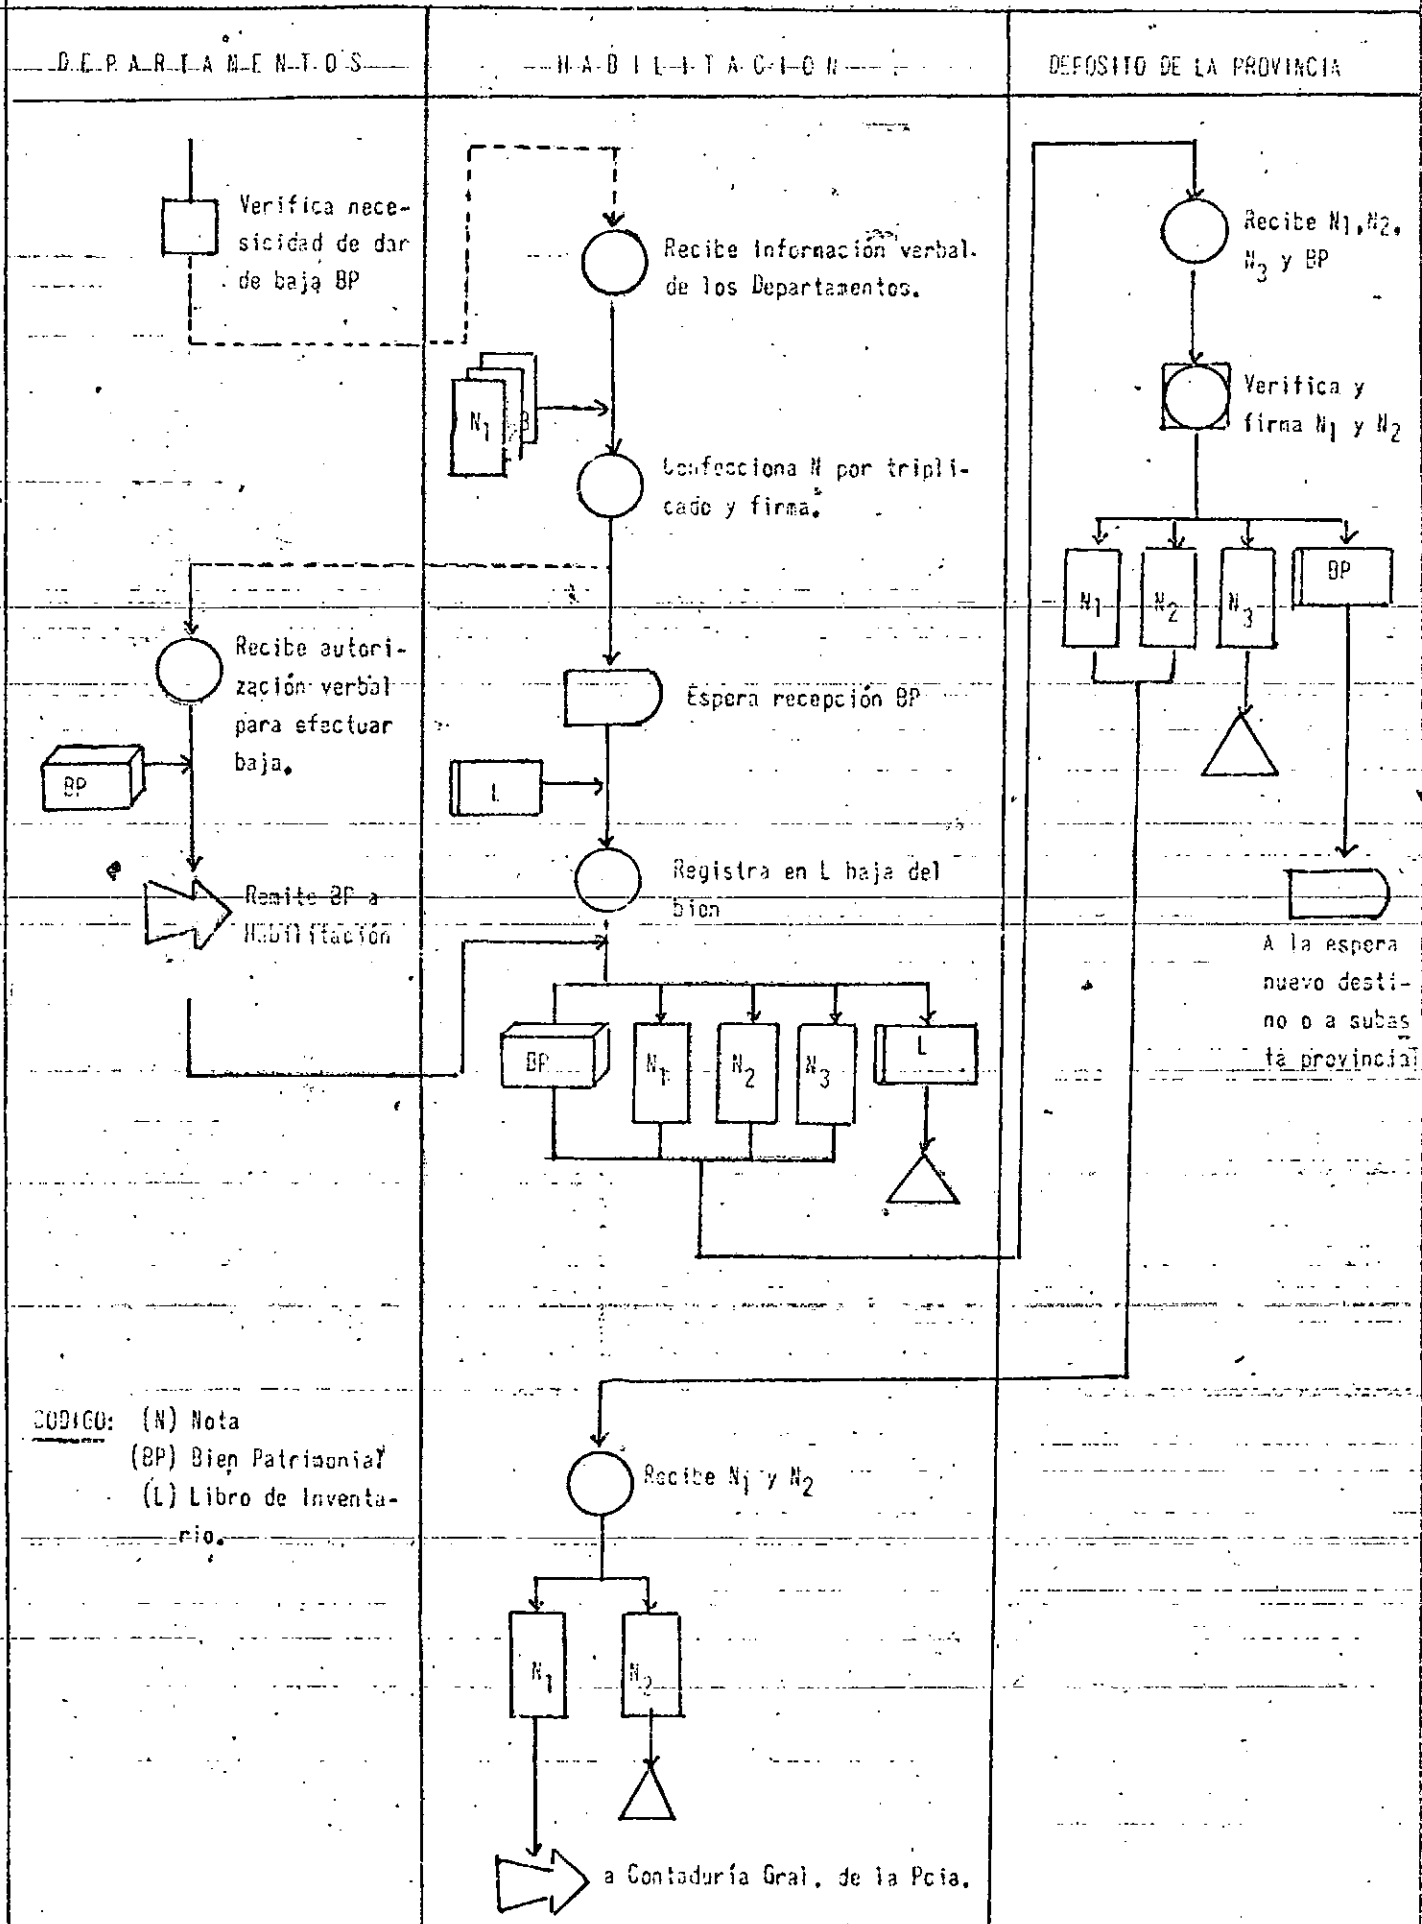 DEPARTAMENTOS
HABILITACION
DEPOSITO DE LA PROVINCIA
Verifica nece-
sicidad de dar
de baja BP
Recibe información verbal
de los Departamentos.
N1
3
Confecciona N por tripli-
cado y firma.
Recibe autori-
zación verbal
para efectuar
baja.
BP
Remite BP a
Habilitación
Espera recepción BP
L
Registra en L baja del
bien
BP
N1
N2
N3
L
Recibe N1, N2,
N3 y BP
Verifica y
firma N1 y N2
N1
N2
N3
BP
A la espera
nuevo desti-
no o a subas
ta provincial
CODIGO: (N) Nota
(BP) Bien Patrimonial
(L) Libro de Inventa-
rio.
Recibe N1 y N2
N1
N2
a Contaduría Gral. de la Pcia.